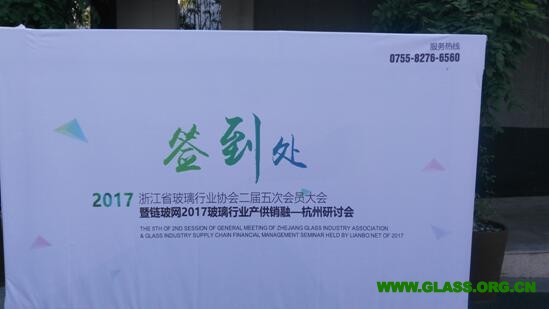 服务热线
0755-8276-6560
签到处
2017 浙江省玻璃行业协会二届五次会员大会
暨链玻网2017玻璃行业产供销融—杭州研讨会
THE 5TH OF 2ND SESSION OF GENERAL MEETING OF ZHEJIANG GLASS INDUSTRY ASSOCIATION
& GLASS INDUSTRY SUPPLY CHAIN FINANCIAL MANAGEMENT SEMINAR HELD BY LIANBO NET OF 2017
WWW.GLASS.ORG.CN